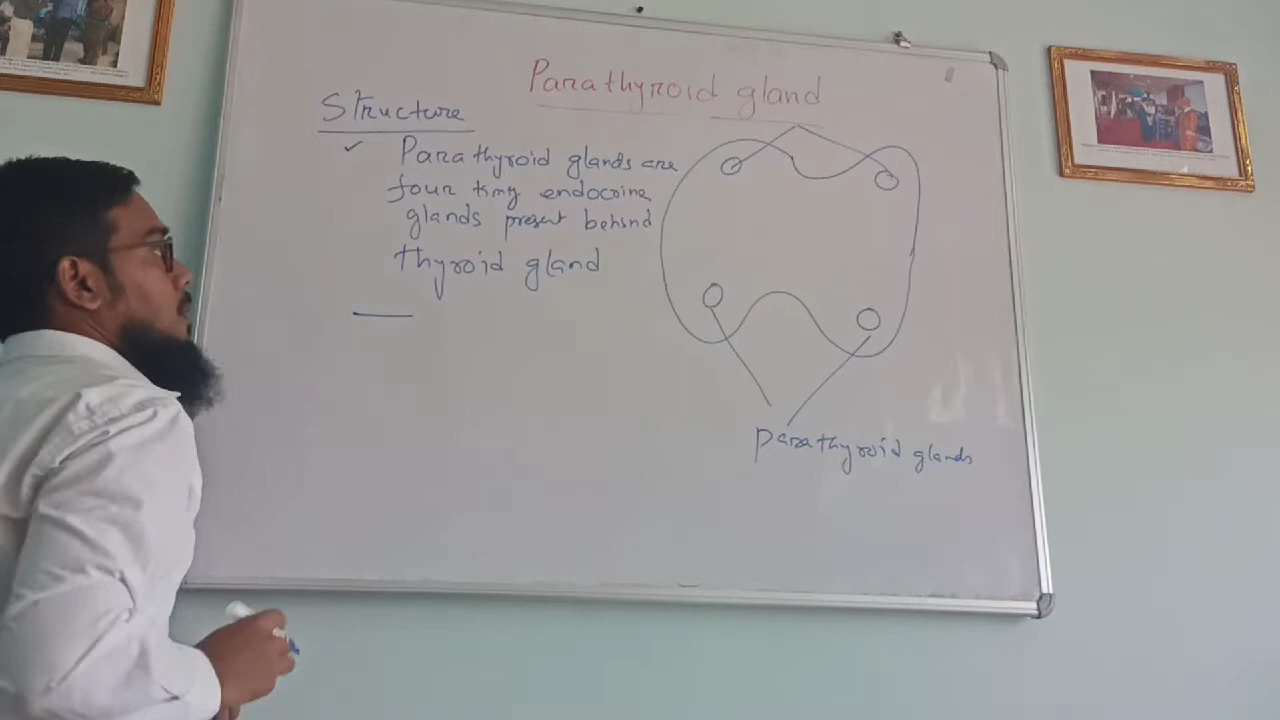 Parathyroid gland
Structure
✓ Parathyroid glands are
four tiny endocrine
glands present behind
thyroid gland
parathyroid glands